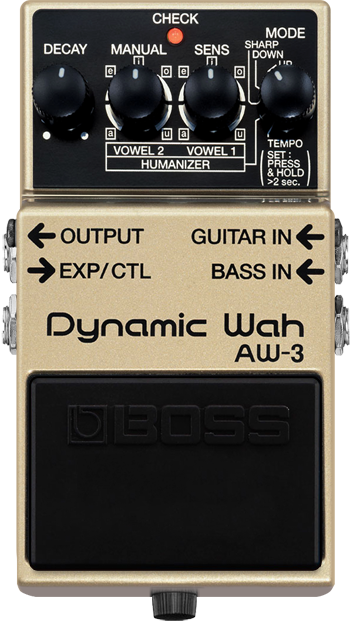 CHECK
MODE
DECAY
MANUAL
SENS
SHARP
DOWN
UP
i
i
e
o
e
o
a
u
a
u
VOWEL 2
VOWEL 1
HUMANIZER
TEMPO
SET :
PRESS
& HOLD
>2 sec.
OUTPUT
GUITAR IN
EXP/CTL
BASS IN
Dynamic Wah
AW-3
BOSS